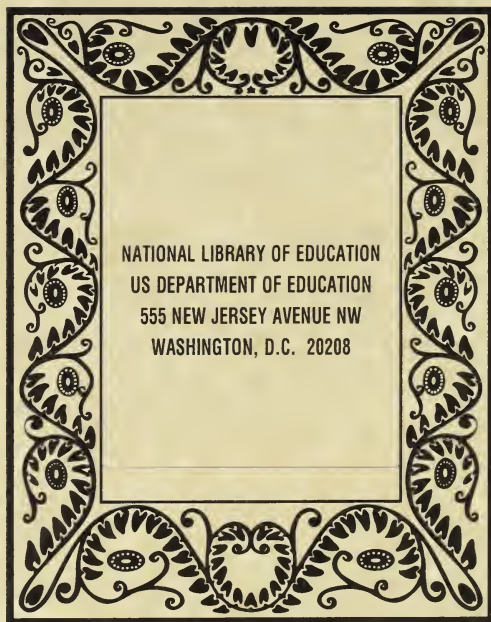 NATIONAL LIBRARY OF EDUCATION
US DEPARTMENT OF EDUCATION
555 NEW JERSEY AVENUE NW
WASHINGTON, D.C. 20208